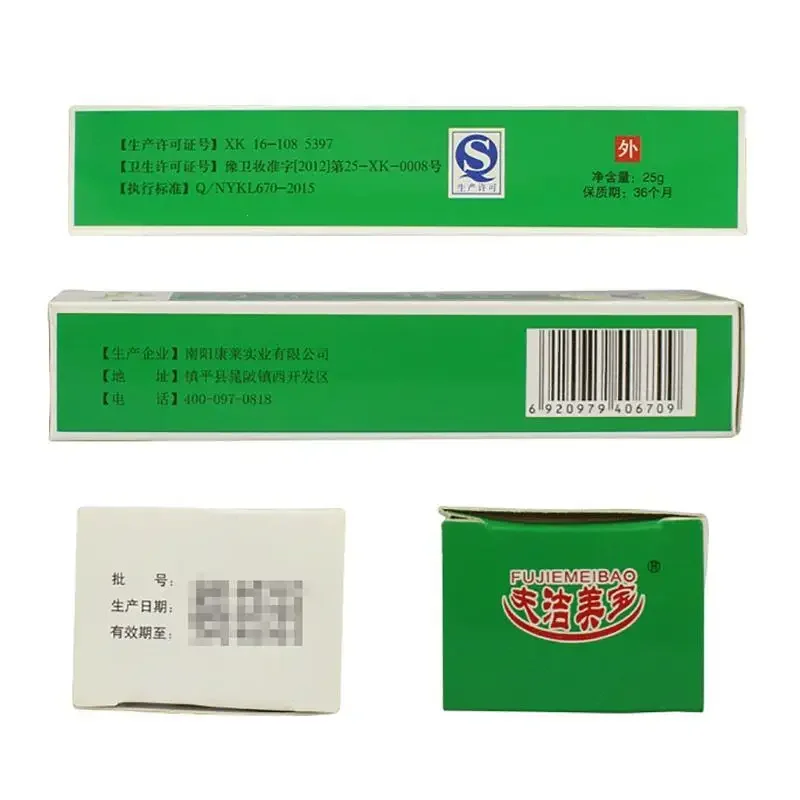 【生产许可证号】XK 16-108 5397
【卫生许可证号】豫卫妆准字[2012]第25-XK-0008号
【执行标准】Q/NYKL670-2015
生产许可
外
净含量：25g
保质期：36个月
【生产企业】南阳康莱实业有限公司
【地　　址】镇平县晁陂镇西开发区
【电　　话】400-097-0818
6 920979 406709
批　号：
生产日期：
有效期至：
FUJIEMEIBAO ®
夫洁美宝